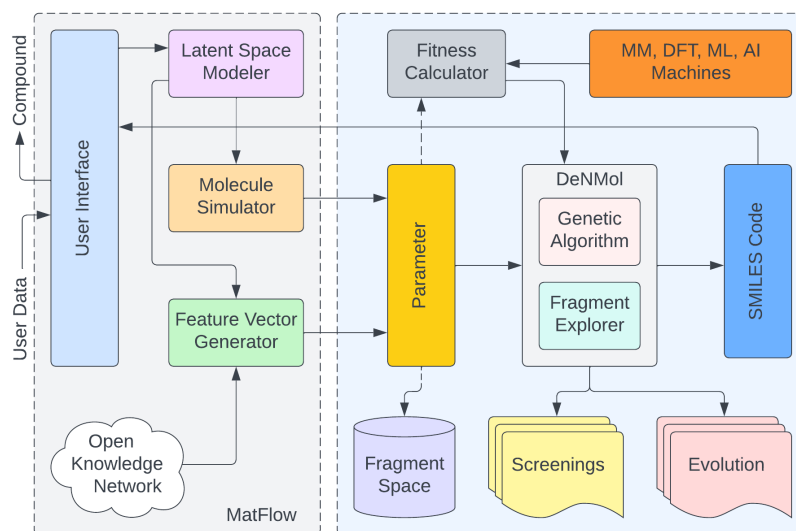 Compound
User Data
User Interface
Latent Space
Modeler
Molecule
Simulator
Feature Vector
Generator
Open
Knowledge
Network
MatFlow
Fitness
Calculator
MM, DFT, ML, AI
Machines
Parameter
DeNMol
Genetic
Algorithm
Fragment
Explorer
SMILES Code
Fragment
Space
Screenings
Evolution